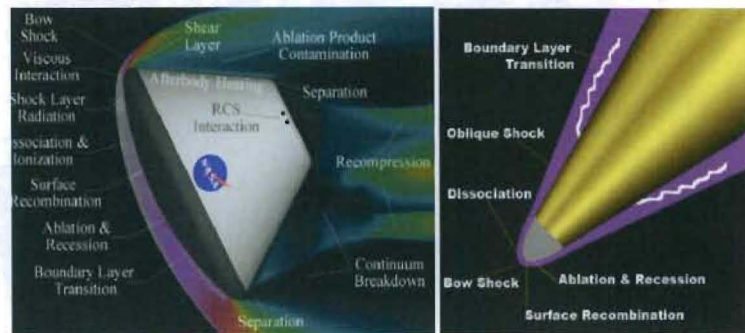 Bow
Shock
Shear
Layer
Ablation Product
Contamination
Viscous
Interaction
Afterbody Heating
Separation
Shock Layer
Radiation
RCS
Interaction
ssociation &
Ionization
Recompression
Surface
Recombination
NASA
Ablation &
Recession
Boundary Layer
Transition
Continuum
Breakdown
Separation
Boundary Layer
Transition
Oblique Shock
Dissociation
Bow Shock
Ablation & Recession
Surface Recombination